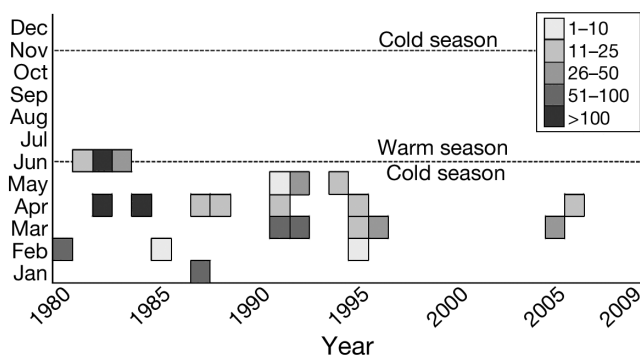 Dec
Nov
Oct
Sep
Aug
Jul
Jun
May
Apr
Mar
Feb
Jan
Cold season
Warm season
Cold season
1–10
11–25
26–50
51–100
>100
1980
1985
1990
1995
2000
2005
2009
Year